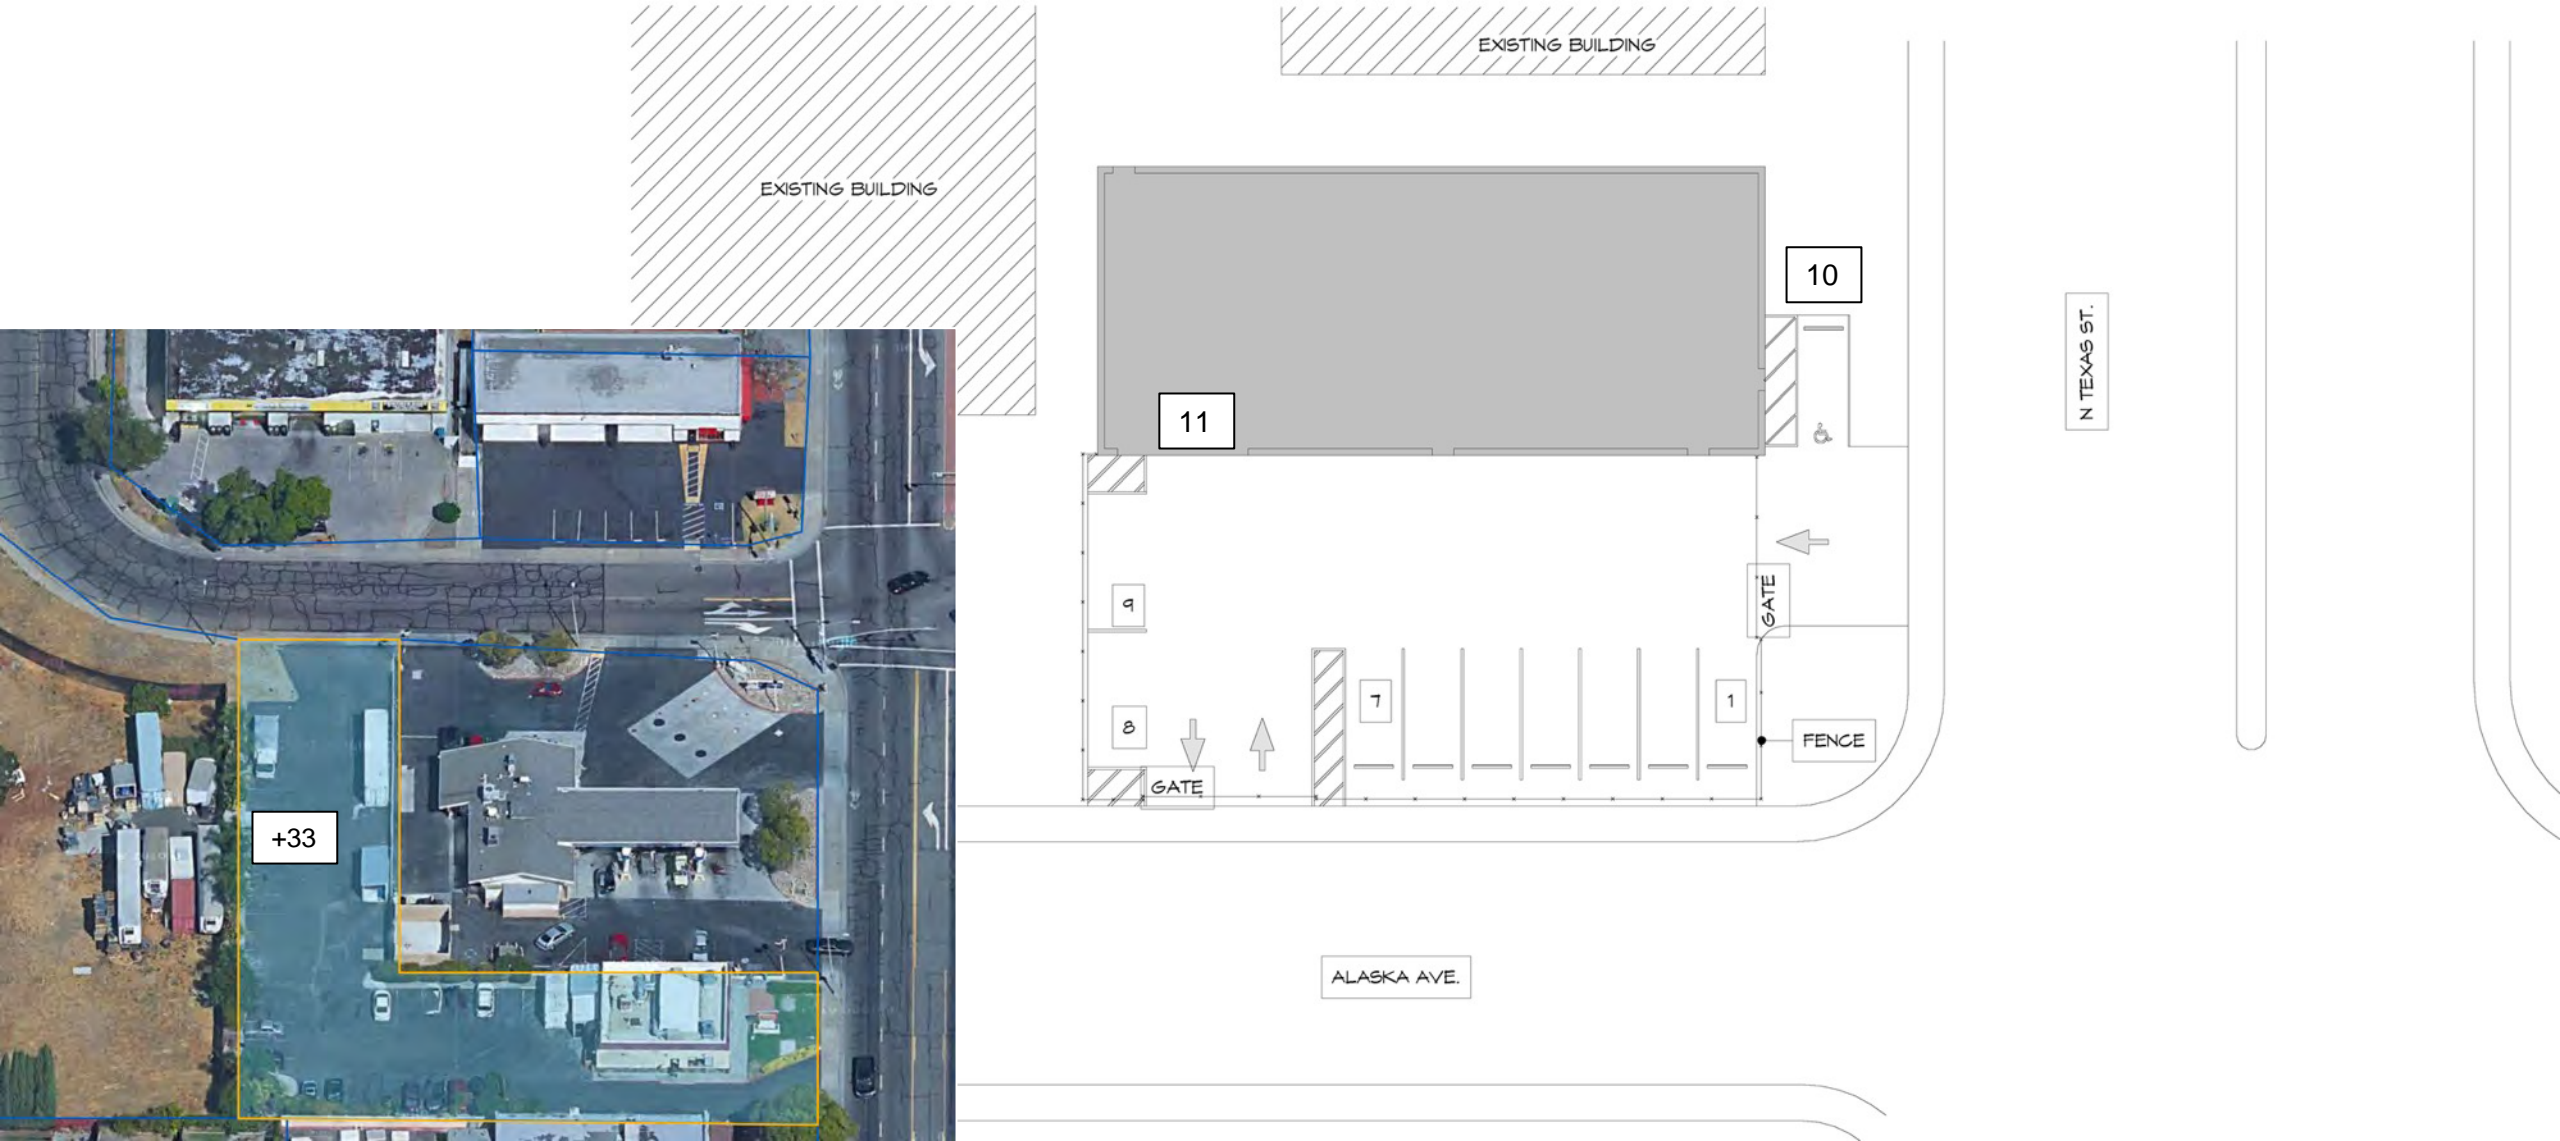 EXISTING BUILDING
EXISTING BUILDING
10
N TEXAS ST.
11
9
GATE
7
1
8
FENCE
GATE
+33
ALASKA AVE.